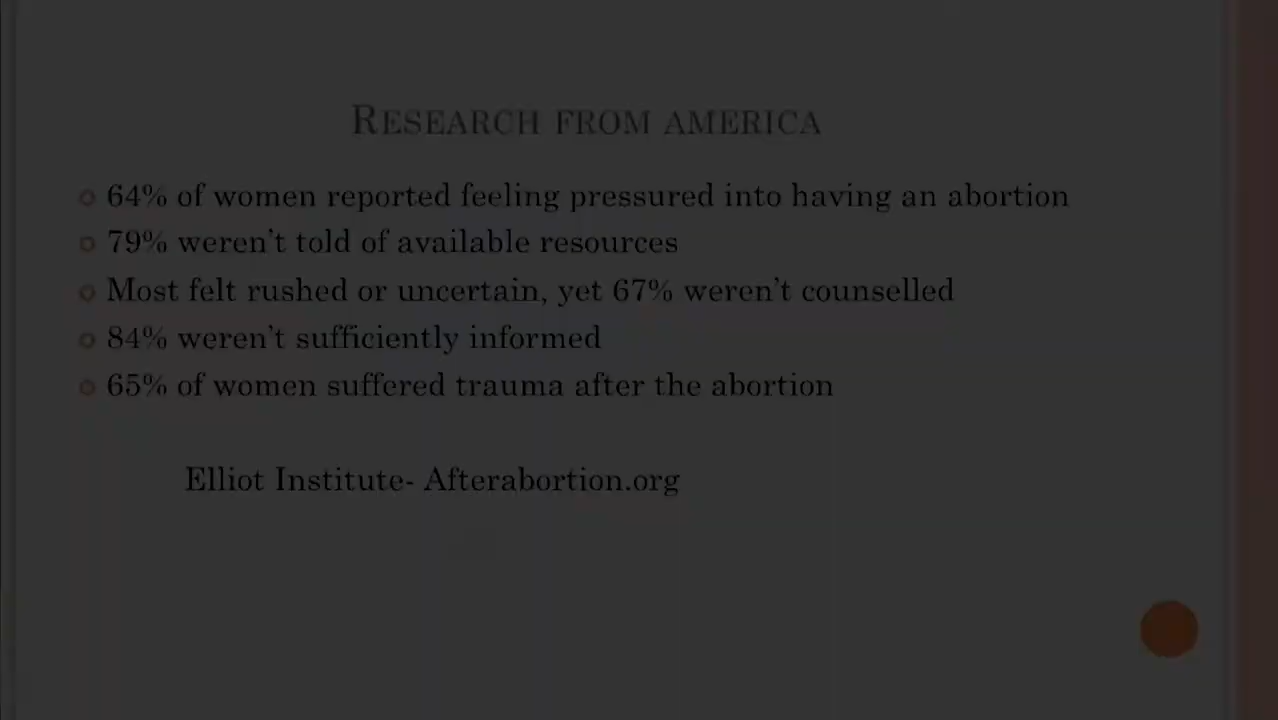 RESEARCH FROM AMERICA
64% of women reported feeling pressured into having an abortion
79% weren't told of available resources
Most felt rushed or uncertain, yet 67% weren't counselled
84% weren't sufficiently informed
65% of women suffered trauma after the abortion
Elliot Institute- Afterabortion.org